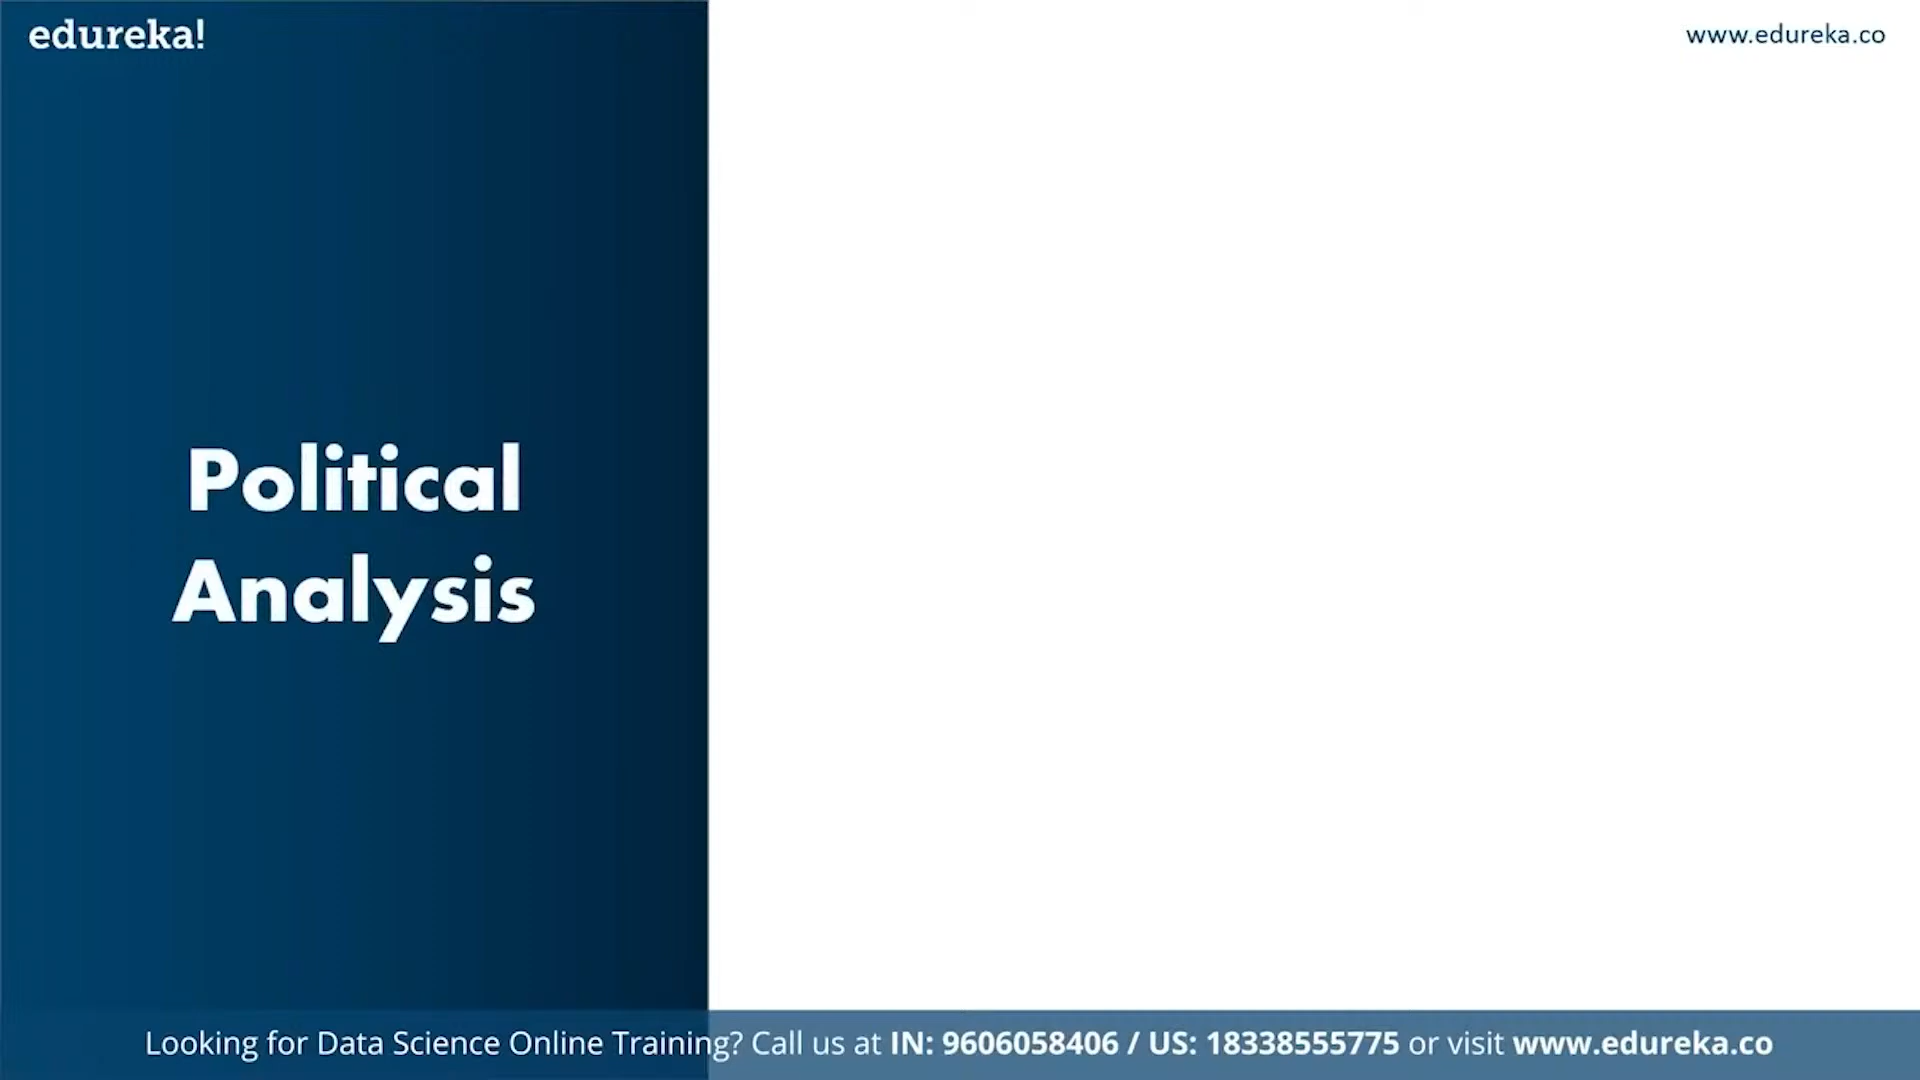 edureka!
www.edureka.co
Political
Analysis
Looking for Data Science Online Training? Call us at IN: 9606058406 / US: 18338555775 or visit www.edureka.co